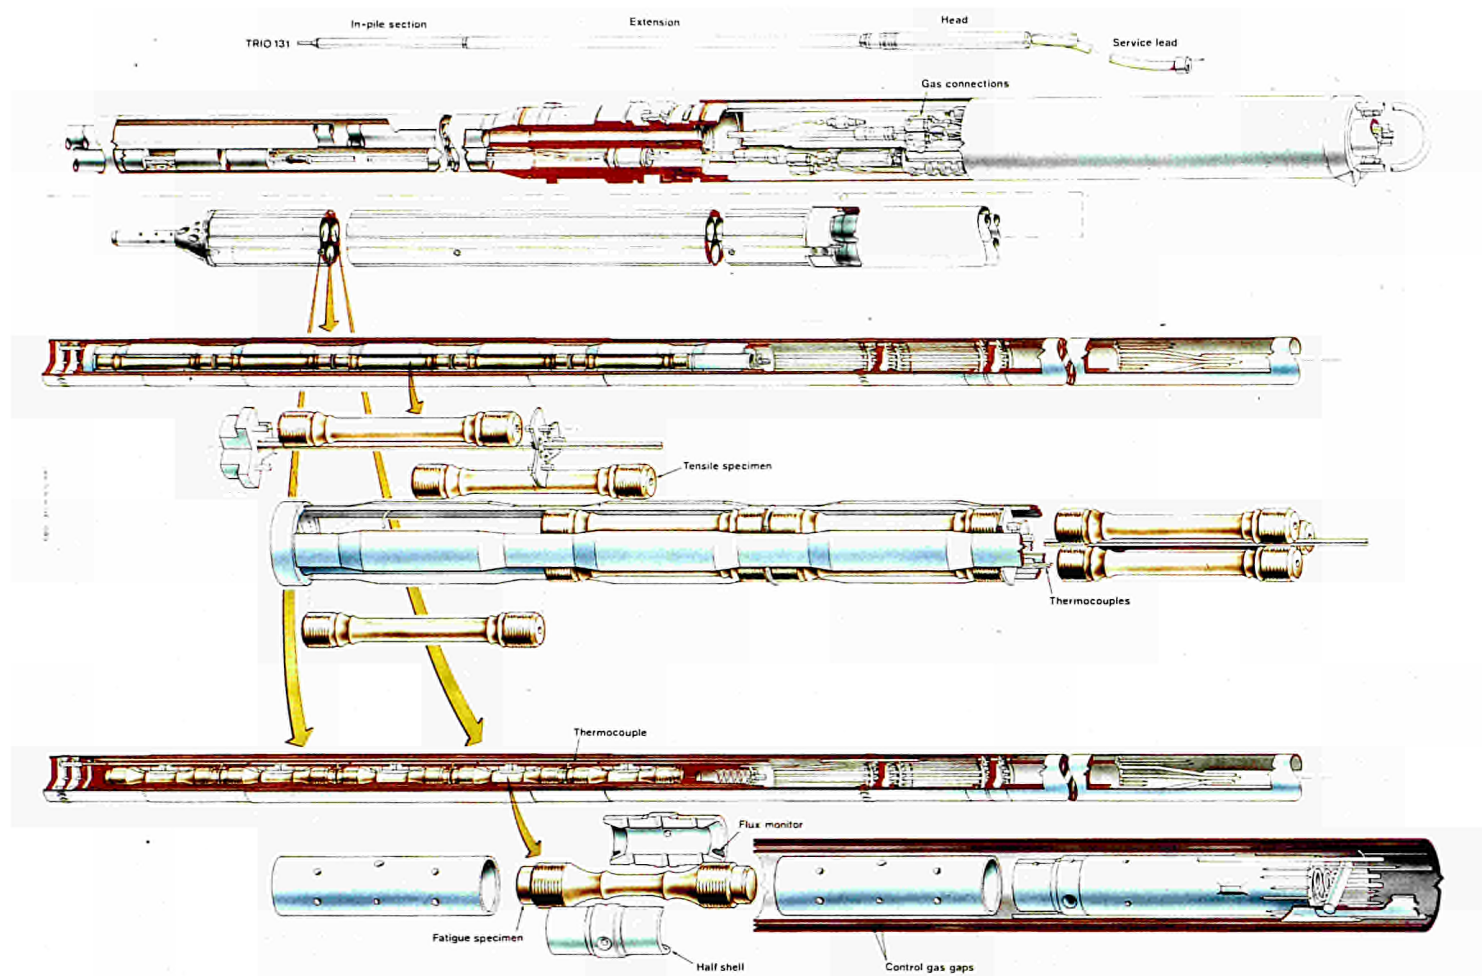 In-pile section
Extension
Head
TRIO 131
Service lead
Gas connections
Tensile specimen
Thermocouples
Thermocouple
Flux monitor
Fatigue specimen
Half shell
Control gas gaps